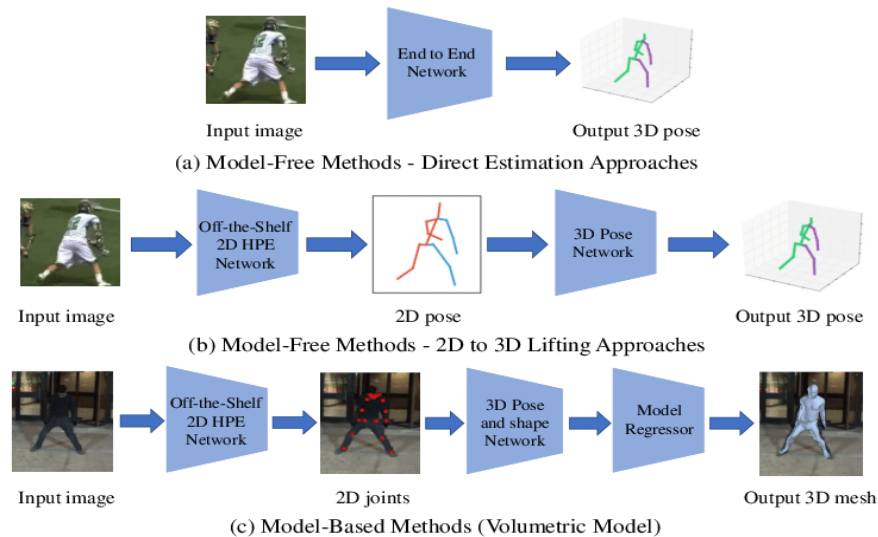 End to End
Network
Input image
Output 3D pose
(a) Model-Free Methods - Direct Estimation Approaches
Off-the-Shelf
2D HPE
Network
3D Pose
Network
Input image
2D pose
Output 3D pose
(b) Model-Free Methods - 2D to 3D Lifting Approaches
Off-the-Shelf
2D HPE
Network
3D Pose
and shape
Network
Model
Regressor
Input image
2D joints
Output 3D mesh
(c) Model-Based Methods (Volumetric Model)